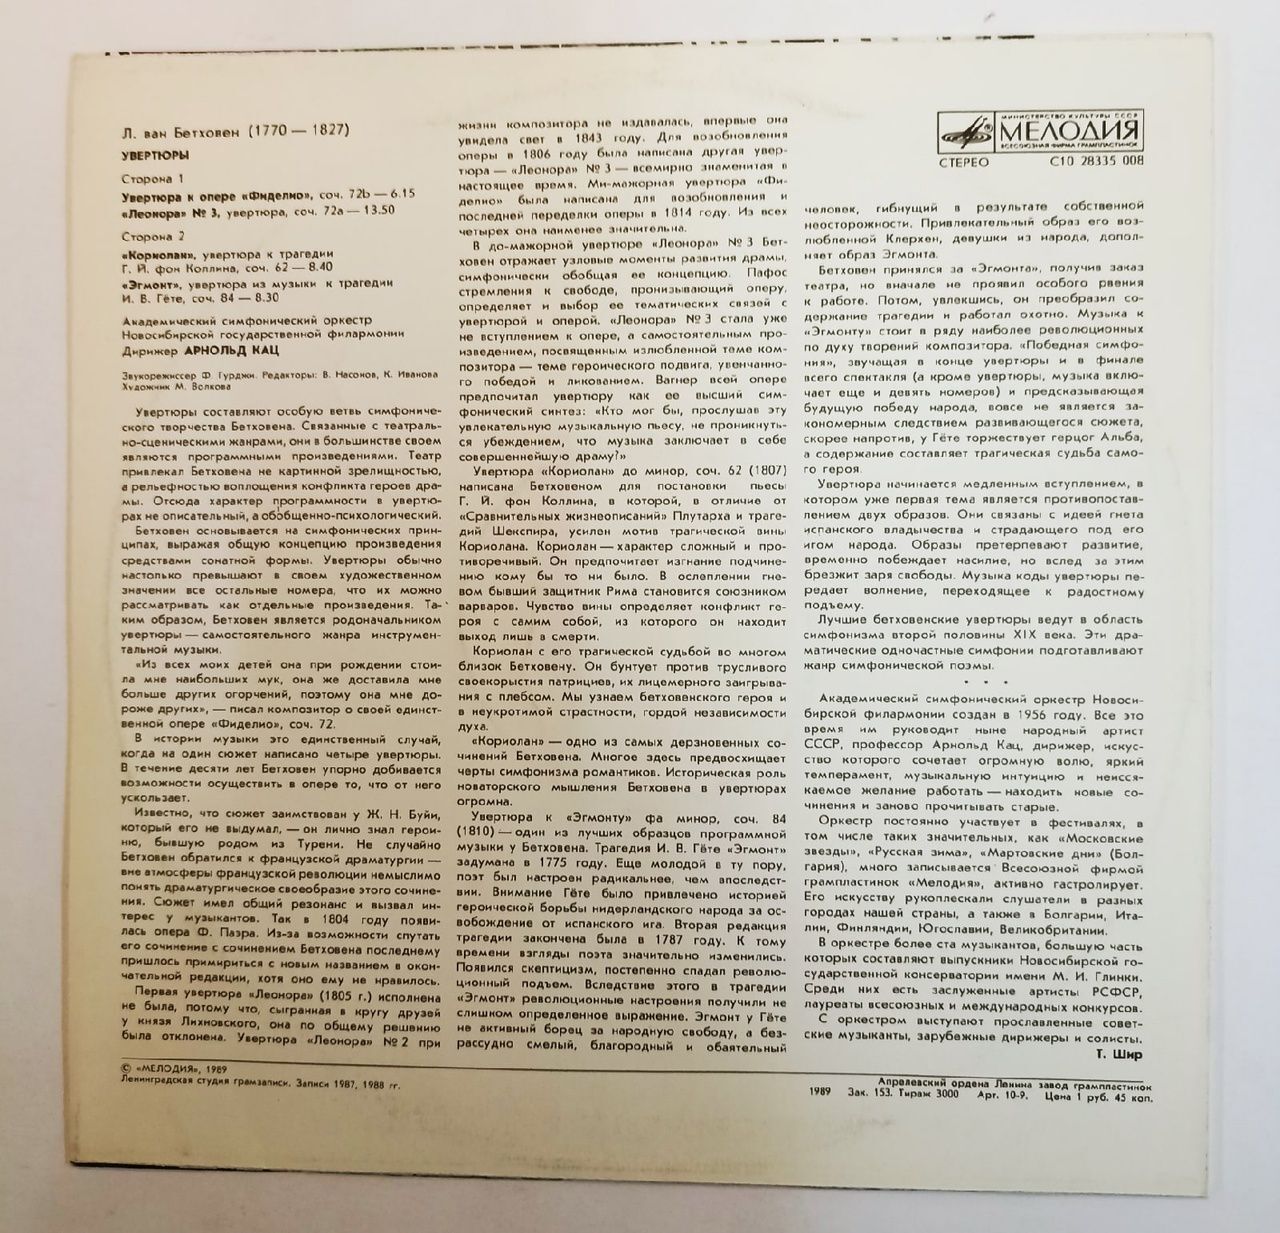 Л. ван Бетховен (1770 — 1827)
УВЕРТЮРЫ
Сторона 1
Увертюра к опере «Фиделио», соч. 72b — 6.15
«Леонора» № 3, увертюра, соч. 72а — 13.50
Сторона 2
«Кориолан», увертюра к трагедии
Г. Й. фон Коллина, соч. 62 — 8.40
«Эгмонт», увертюра из музыки к трагедии
И. В. Гёте, соч. 84 — 8.30
Академический симфонический оркестр
Новосибирской государственной филармонии
Дирижер АРНОЛЬД КАЦ
Звукорежиссер Ф. Гурджи. Редакторы: В. Насонов, К. Иванова
Художник М. Волкова
Увертюры составляют особую ветвь симфониче-
ского творчества Бетховена. Связанные с театраль-
но-сценическими жанрами, они в большинстве своем
являются программными произведениями. Театр
привлекал Бетховена не картинной зрелищностью,
а рельефностью воплощения конфликта героев дра-
мы. Отсюда характер программности в увертю-
рах не описательный, а обобщенно-психологический.
Бетховен основывается на симфонических прин-
ципах, выражая общую концепцию произведения
средствами сонатной формы. Увертюры обычно
настолько превышают в своем художественном
значении все остальные номера, что их можно
рассматривать как отдельные произведения. Та-
ким образом, Бетховен является родоначальником
увертюры — самостоятельного жанра инструмен-
тальной музыки.
«Из всех моих детей она при рождении стои-
ла мне наибольших мук, она же доставила мне
больше других огорчений, поэтому она мне до-
роже других», — писал композитор о своей единст-
венной опере «Фиделио», соч. 72.
В истории музыки это единственный случай,
когда на один сюжет написано четыре увертюры.
В течение десяти лет Бетховен упорно добивается
возможности осуществить в опере то, что от него
ускользает.
Известно, что сюжет заимствован у Ж. Н. Буйи,
который его не выдумал, — он лично знал герои-
ню, бывшую родом из Турени. Не случайно
Бетховен обратился к французской драматургии —
вне атмосферы французской революции немыслимо
понять драматургическое своеобразие этого сочине-
ния. Сюжет имел общий резонанс и вызвал ин-
терес у музыкантов. Так в 1804 году появи-
лась опера Ф. Паэра. Из-за возможности спутать
его сочинение с сочинением Бетховена последнему
пришлось примириться с новым названием в окон-
чательной редакции, хотя оно ему не нравилось.
Первая увертюра «Леонора» (1805 г.) исполнена
не была, потому что, сыгранная в кругу друзей
у князя Лихновского, она по общему решению
была отклонена. Увертюра «Леонора» № 2 при
жизни композитора не издавалась, впервые она
увидела свет в 1843 году. Для возобновления
оперы в 1806 году была написана другая увер-
тюра — «Леонора» № 3 — всемирно знаменитая в
настоящее время. Ми-мажорная увертюра «Фи-
делио» была написана для возобновления и
последней переделки оперы в 1814 году. Из всех
четырех она наименее значительна.
В до-мажорной увертюре «Леонора» № 3 Бет-
ховен отражает узловые моменты развития драмы,
симфонически обобщая ее концепцию. Пафос
стремления к свободе, пронизывающий оперу,
определяет и выбор ее тематических связей с
увертюрой и оперой. «Леонора» № 3 стала уже
не вступлением к опере, а самостоятельным про-
изведением, посвященным излюбленной теме ком-
позитора — теме героического подвига, увенчанно-
го победой и ликованием. Вагнер всей опере
предпочитал увертюру как ее высший сим-
фонический синтез: «Кто мог бы, прослушав эту
увлекательную музыкальную пьесу, не проникнуть-
ся убеждением, что музыка заключает в себе
совершеннейшую драму?»
Увертюра «Кориолан» до минор, соч. 62 (1807)
написана Бетховеном для постановки пьесы
Г. Й. фон Коллина, в которой, в отличие от
«Сравнительных жизнеописаний» Плутарха и траге-
дий Шекспира, усилен мотив трагической вины
Кориолана. Кориолан — характер сложный и про-
тиворечивый. Он предпочитает изгнание подчине-
нию кому бы то ни было. В ослеплении гне-
вом бывший защитник Рима становится союзником
варваров. Чувство вины определяет конфликт ге-
роя с самим собой, из которого он находит
выход лишь в смерти.
Кориолан с его трагической судьбой во многом
близок Бетховену. Он бунтует против трусливого
своекорыстия патрициев, их лицемерного заигрыва-
ния с плебсом. Мы узнаем бетховенского героя и
в неукротимой страстности, гордой независимости
духа.
«Кориолан» — одно из самых дерзновенных со-
чинений Бетховена. Многое здесь предвосхищает
черты симфонизма романтиков. Историческая роль
новаторского мышления Бетховена в увертюрах
огромна.
Увертюра к «Эгмонту» фа минор, соч. 84
(1810) — один из лучших образцов программной
музыки у Бетховена. Трагедия И. В. Гёте «Эгмонт»
задумана в 1775 году. Еще молодой в ту пору,
поэт был настроен радикальнее, чем впоследст-
вии. Внимание Гёте было привлечено историей
героической борьбы нидерландского народа за ос-
вобождение от испанского ига. Вторая редакция
трагедии закончена была в 1787 году. К тому
времени взгляды поэта значительно изменились.
Появился скептицизм, постепенно спадал револю-
ционный подъем. Вследствие этого в трагедии
«Эгмонт» революционные настроения получили не
слишком определенное выражение. Эгмонт у Гёте
не активный борец за народную свободу, а без-
рассудно смелый, благородный и обаятельный
МИНИСТЕРСТВО КУЛЬТУРЫ СССР
МЕЛОДИЯ
ВСЕСОЮЗНАЯ ФИРМА ГРАМПЛАСТИНОК
СТЕРЕО С10 28335 008
человек, гибнущий в результате собственной
неосторожности. Привлекательный образ его воз-
любленной Клерхен, девушки из народа, допол-
няет образ Эгмонта.
Бетховен принялся за «Эгмонта», получив заказ
театра, но вначале не проявил особого рвения
к работе. Потом, увлекшись, он преобразил со-
держание трагедии и работал охотно. Музыка к
«Эгмонту» стоит в ряду наиболее революционных
по духу творений композитора. «Победная симфо-
ния», звучащая в конце увертюры и в финале
всего спектакля (а кроме увертюры, музыка вклю-
чает еще и девять номеров) и предсказывающая
будущую победу народа, вовсе не является за-
кономерным следствием развивающегося сюжета,
скорее напротив, у Гёте торжествует герцог Альба,
а содержание составляет трагическая судьба само-
го героя.
Увертюра начинается медленным вступлением, в
котором уже первая тема является противопостав-
лением двух образов. Они связаны с идеей гнета
испанского владычества и страдающего под его
игом народа. Образы претерпевают развитие,
временно побеждает насилие, но вслед за этим
брезжит заря свободы. Музыка коды увертюры пе-
редает волнение, переходящее к радостному
подъему.
Лучшие бетховенские увертюры ведут в область
симфонизма второй половины XIX века. Эти дра-
матические одночастные симфонии подготавливают
жанр симфонической поэмы.
* * *
Академический симфонический оркестр Новоси-
бирской филармонии создан в 1956 году. Все это
время им руководит ныне народный артист
СССР, профессор Арнольд Кац, дирижер, искус-
ство которого сочетает огромную волю, яркий
темперамент, музыкальную интуицию и неисся-
каемое желание работать — находить новые со-
чинения и заново прочитывать старые.
Оркестр постоянно участвует в фестивалях, в
том числе таких значительных, как «Московские
звезды», «Русская зима», «Мартовские дни» (Бол-
гария), много записывается Всесоюзной фирмой
грампластинок «Мелодия», активно гастролирует.
Его искусству рукоплескали слушатели в разных
городах нашей страны, а также в Болгарии, Ита-
лии, Финляндии, Югославии, Великобритании.
В оркестре более ста музыкантов, большую часть
которых составляют выпускники Новосибирской го-
сударственной консерватории имени М. И. Глинки.
Среди них есть заслуженные артисты РСФСР,
лауреаты всесоюзных и международных конкурсов.
С оркестром выступают прославленные совет-
ские музыканты, зарубежные дирижеры и солисты.
Т. Шир
© «МЕЛОДИЯ», 1989
Ленинградская студия грамзаписи. Записи 1987, 1988 гг.
Апрелевский ордена Ленина завод грампластинок
1989 Зак. 153. Тираж 3000 Арт. 10-9. Цена 1 руб. 45 коп.